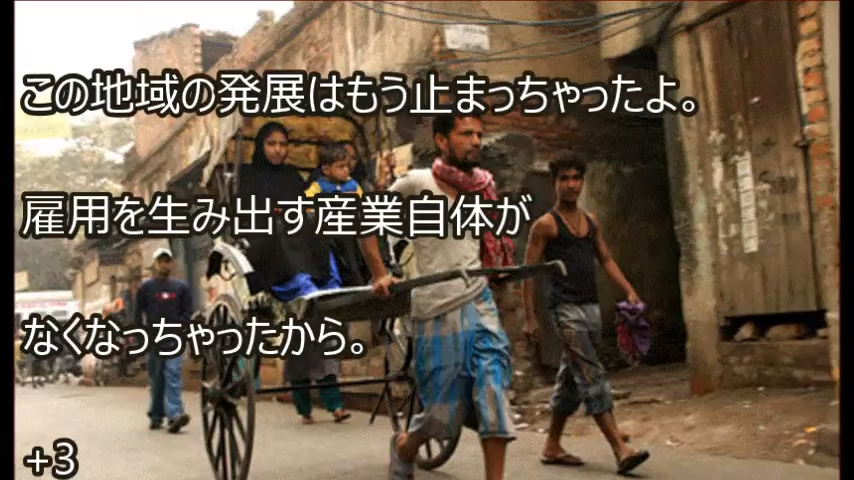 この地域の発展はもう止まっちゃったよ。
雇用を生み出す産業自体が
なくなっちゃったから。
+3